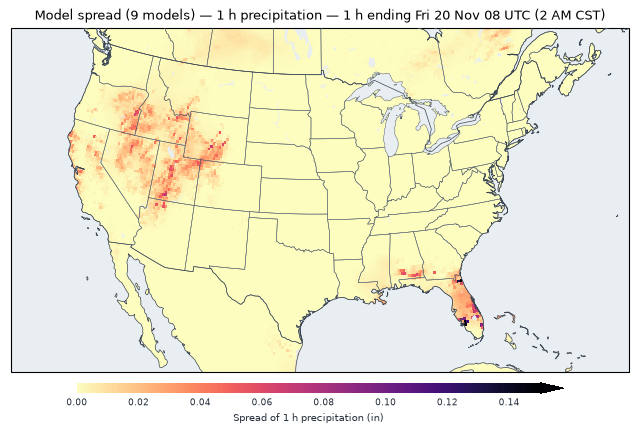 Model spread (9 models) — 1 h precipitation — 1 h ending Fri 20 Nov 08 UTC (2 AM CST)
0.00 0.02 0.04 0.06 0.08 0.10 0.12 0.14
Spread of 1 h precipitation (in)